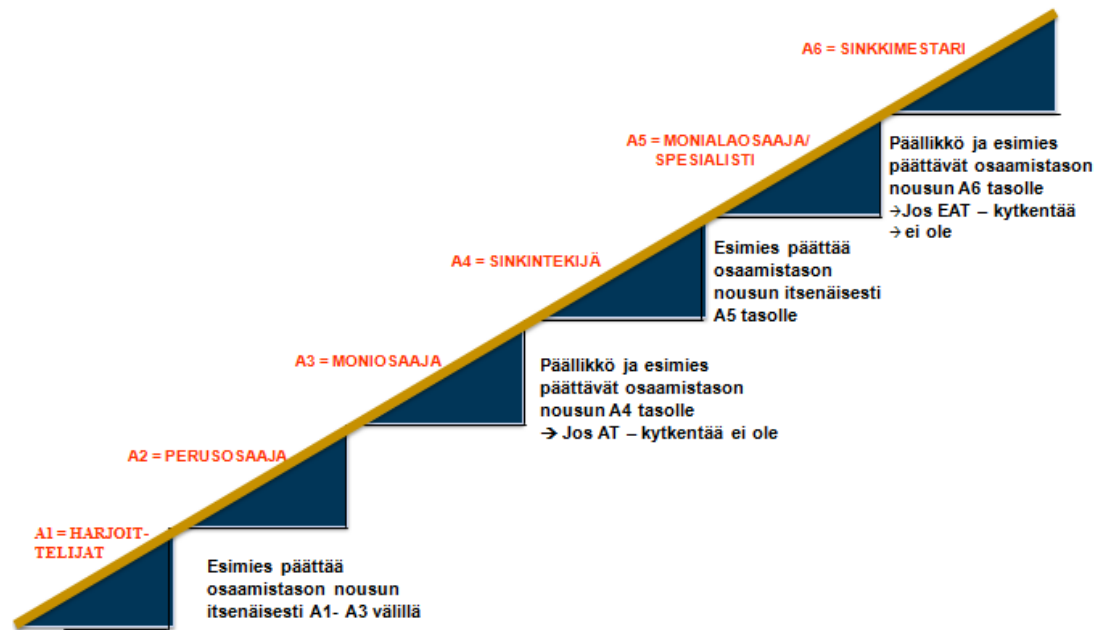 A6 = SINKKIMESTARI
A5 = MONIALAOSAAJA/
SPESIALISTI
Päällikkö ja esimies
päättävät osaamistason
nousun A6 tasolle
→Jos EAT – kytkentää
→ ei ole
A4 = SINKINTEKIJÄ
Esimies päättää
osaamistason
nousun itsenäisesti
A5 tasolle
A3 = MONIOSAAJA
Päällikkö ja esimies
päättävät osaamistason
nousun A4 tasolle
→ Jos AT – kytkentää ei ole
A2 = PERUSOSAAJA
A1 = HARJOIT-
TELIJAT
Esimies päättää
osaamistason nousun
itsenäisesti A1- A3 välillä